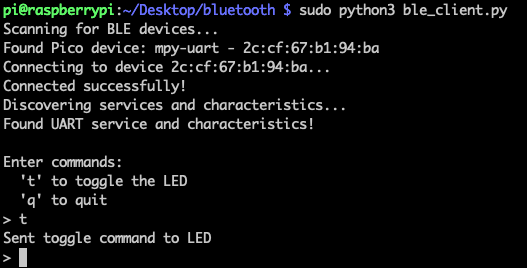 pi@raspberrypi:~/Desktop/bluetooth $ sudo python3 ble_client.py
Scanning for BLE devices...
Found Pico device: mpy-uart - 2c:cf:67:b1:94:ba
Connecting to device 2c:cf:67:b1:94:ba...
Connected successfully!
Discovering services and characteristics...
Found UART service and characteristics!

Enter commands:
  't' to toggle the LED
  'q' to quit
> t
Sent toggle command to LED
>